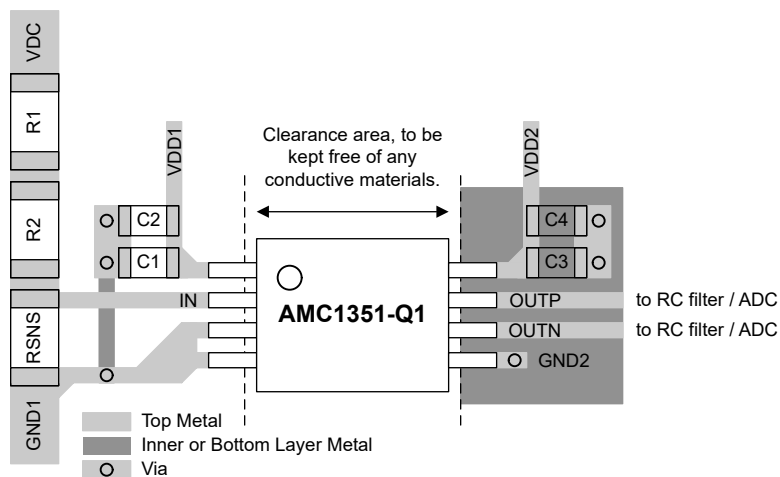 VDC
R1
R2
RSNS
GND1
VDD1
C2
C1
IN
Clearance area, to be
kept free of any
conductive materials.
AMC1351-Q1
VDD2
C4
C3
OUTP
to RC filter / ADC
OUTN
to RC filter / ADC
GND2
Top Metal
Inner or Bottom Layer Metal
Via